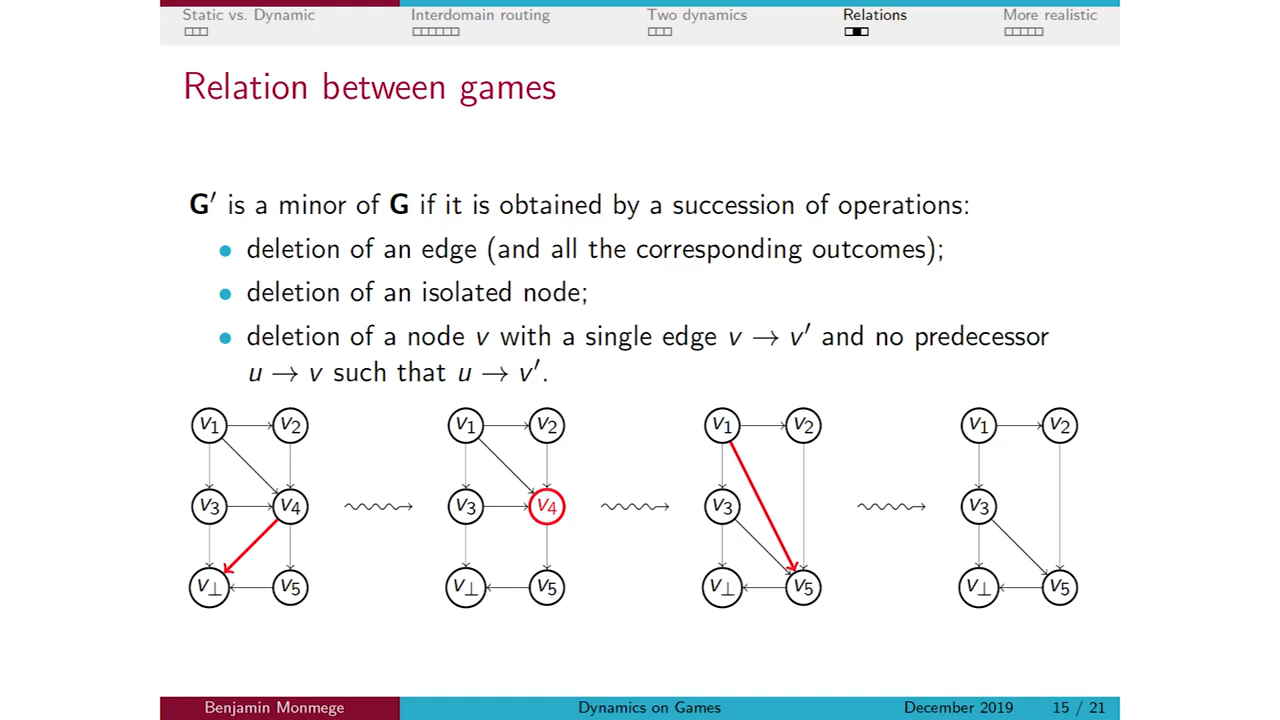 Static vs. Dynamic Interdomain routing Two dynamics Relations More realistic
Relation between games
G′ is a minor of G if it is obtained by a succession of operations:
• deletion of an edge (and all the corresponding outcomes);
• deletion of an isolated node;
• deletion of a node v with a single edge v → v′ and no predecessor
u → v such that u → v′.
v1 v2 v1 v2 v1 v2 v1 v2
v3 v4 v3 v4 v3 v3
v⊥ v5 v⊥ v5 v⊥ v5 v⊥ v5
Benjamin Monmege Dynamics on Games December 2019 15 / 21